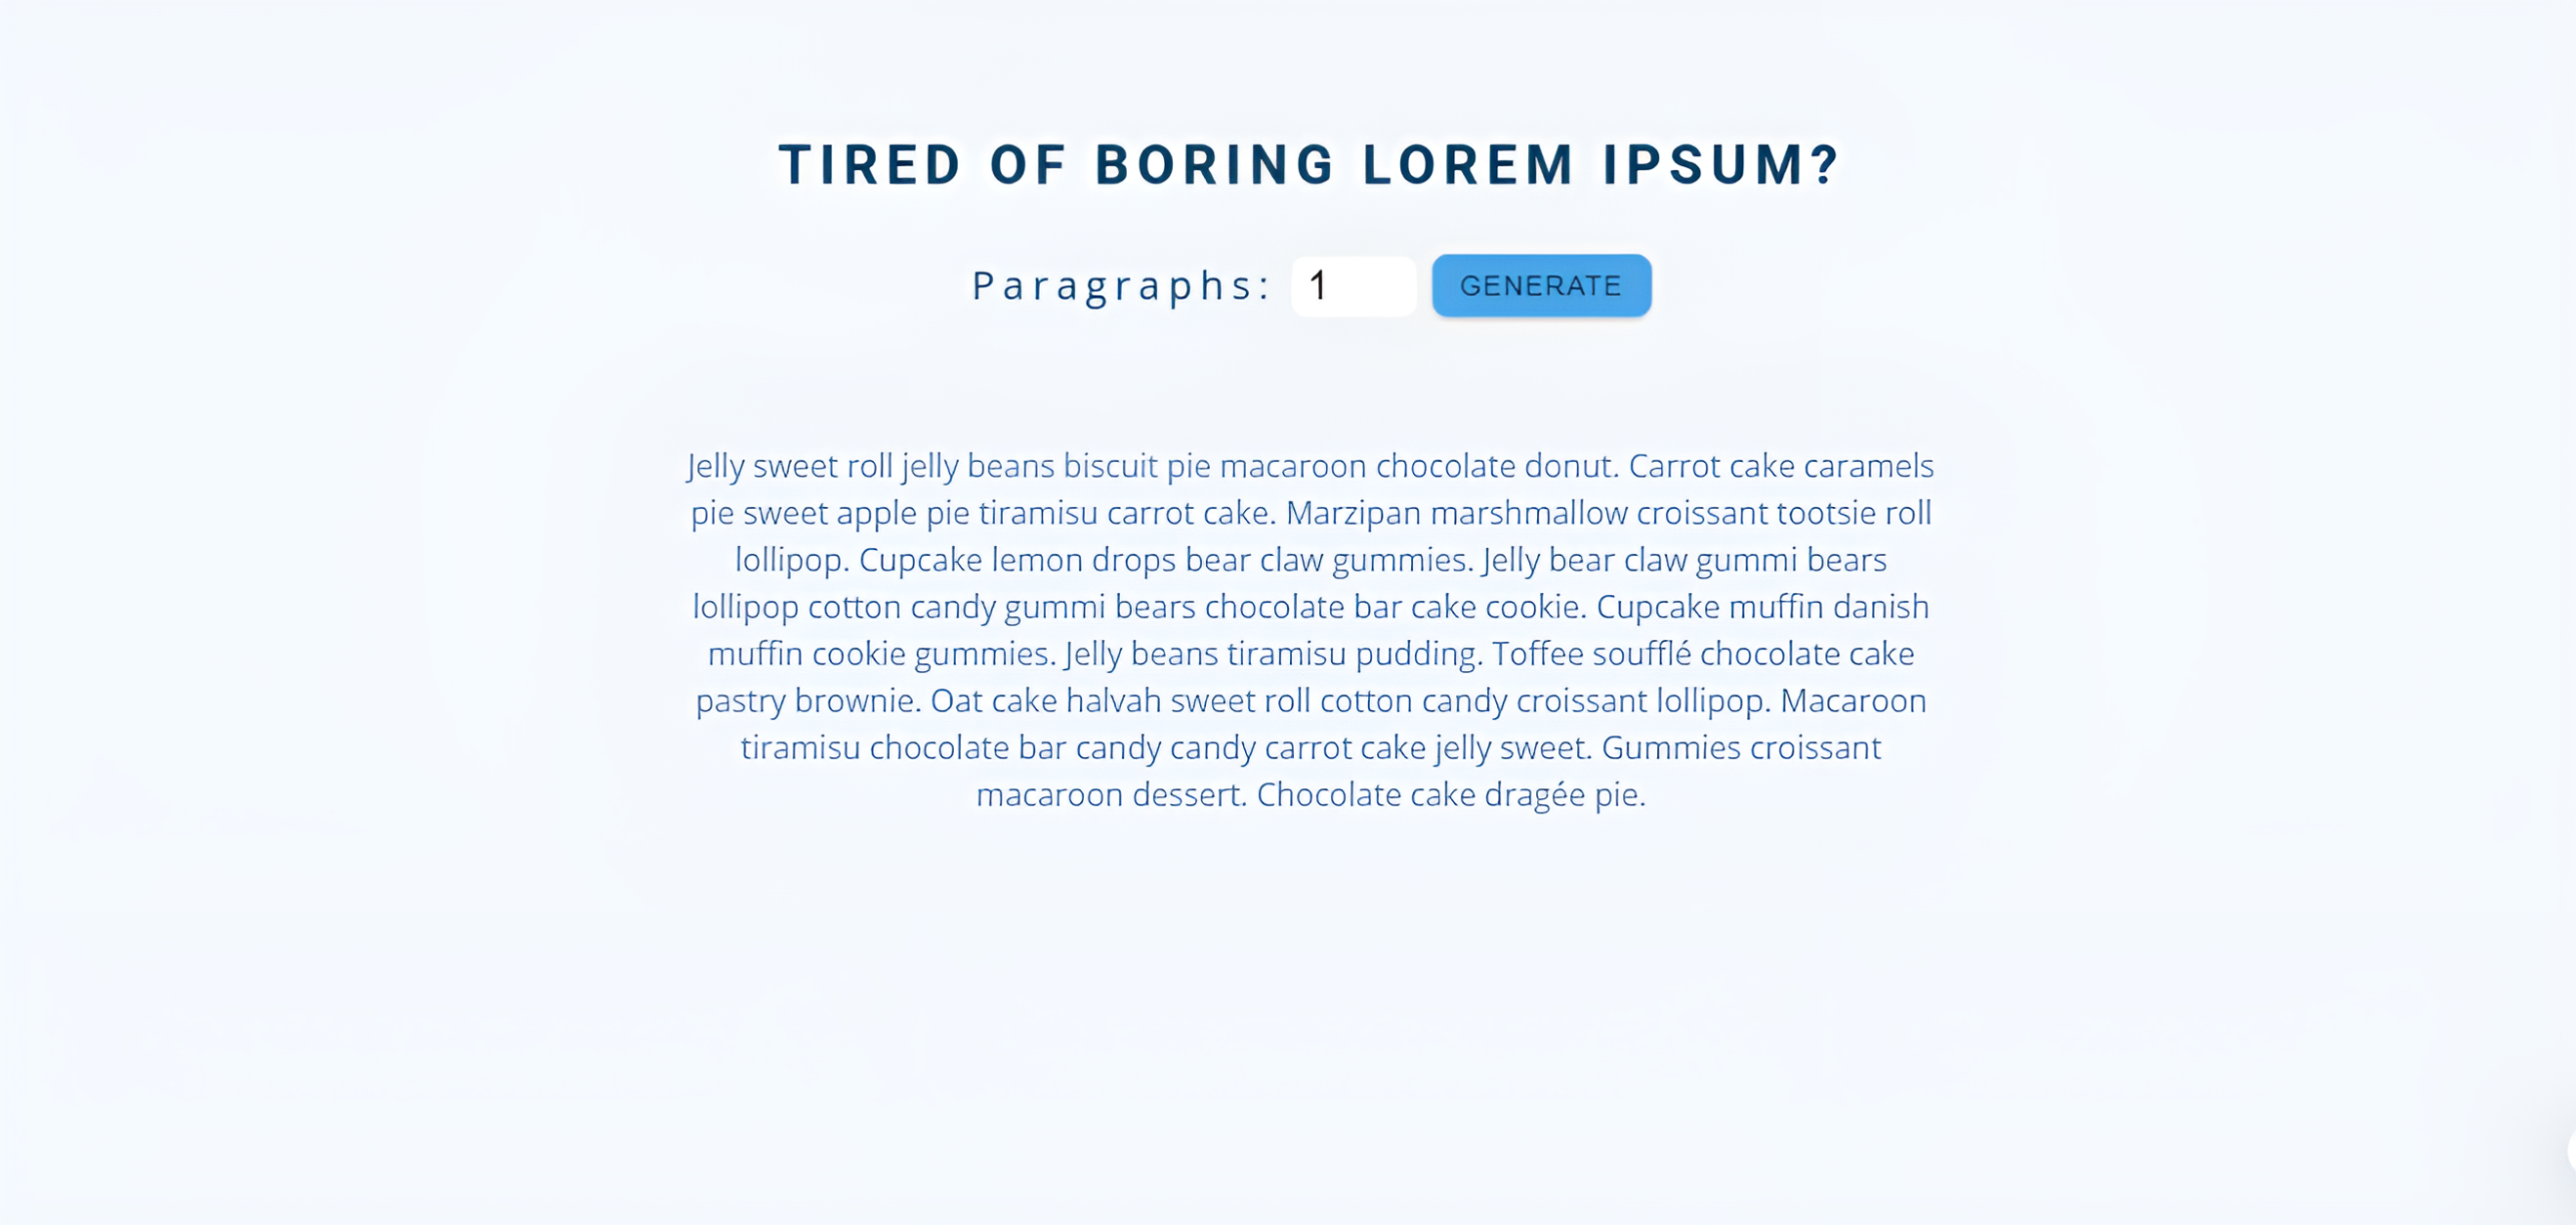 TIRED OF BORING LOREM IPSUM?
Paragraphs: 1 GENERATE
Jelly sweet roll jelly beans biscuit pie macaroon chocolate donut. Carrot cake caramels
pie sweet apple pie tiramisu carrot cake. Marzipan marshmallow croissant tootsie roll
lollipop. Cupcake lemon drops bear claw gummies. Jelly bear claw gummi bears
lollipop cotton candy gummi bears chocolate bar cake cookie. Cupcake muffin danish
muffin cookie gummies. Jelly beans tiramisu pudding. Toffee soufflé chocolate cake
pastry brownie. Oat cake halvah sweet roll cotton candy croissant lollipop. Macaroon
tiramisu chocolate bar candy candy carrot cake jelly sweet. Gummies croissant
macaroon dessert. Chocolate cake dragée pie.